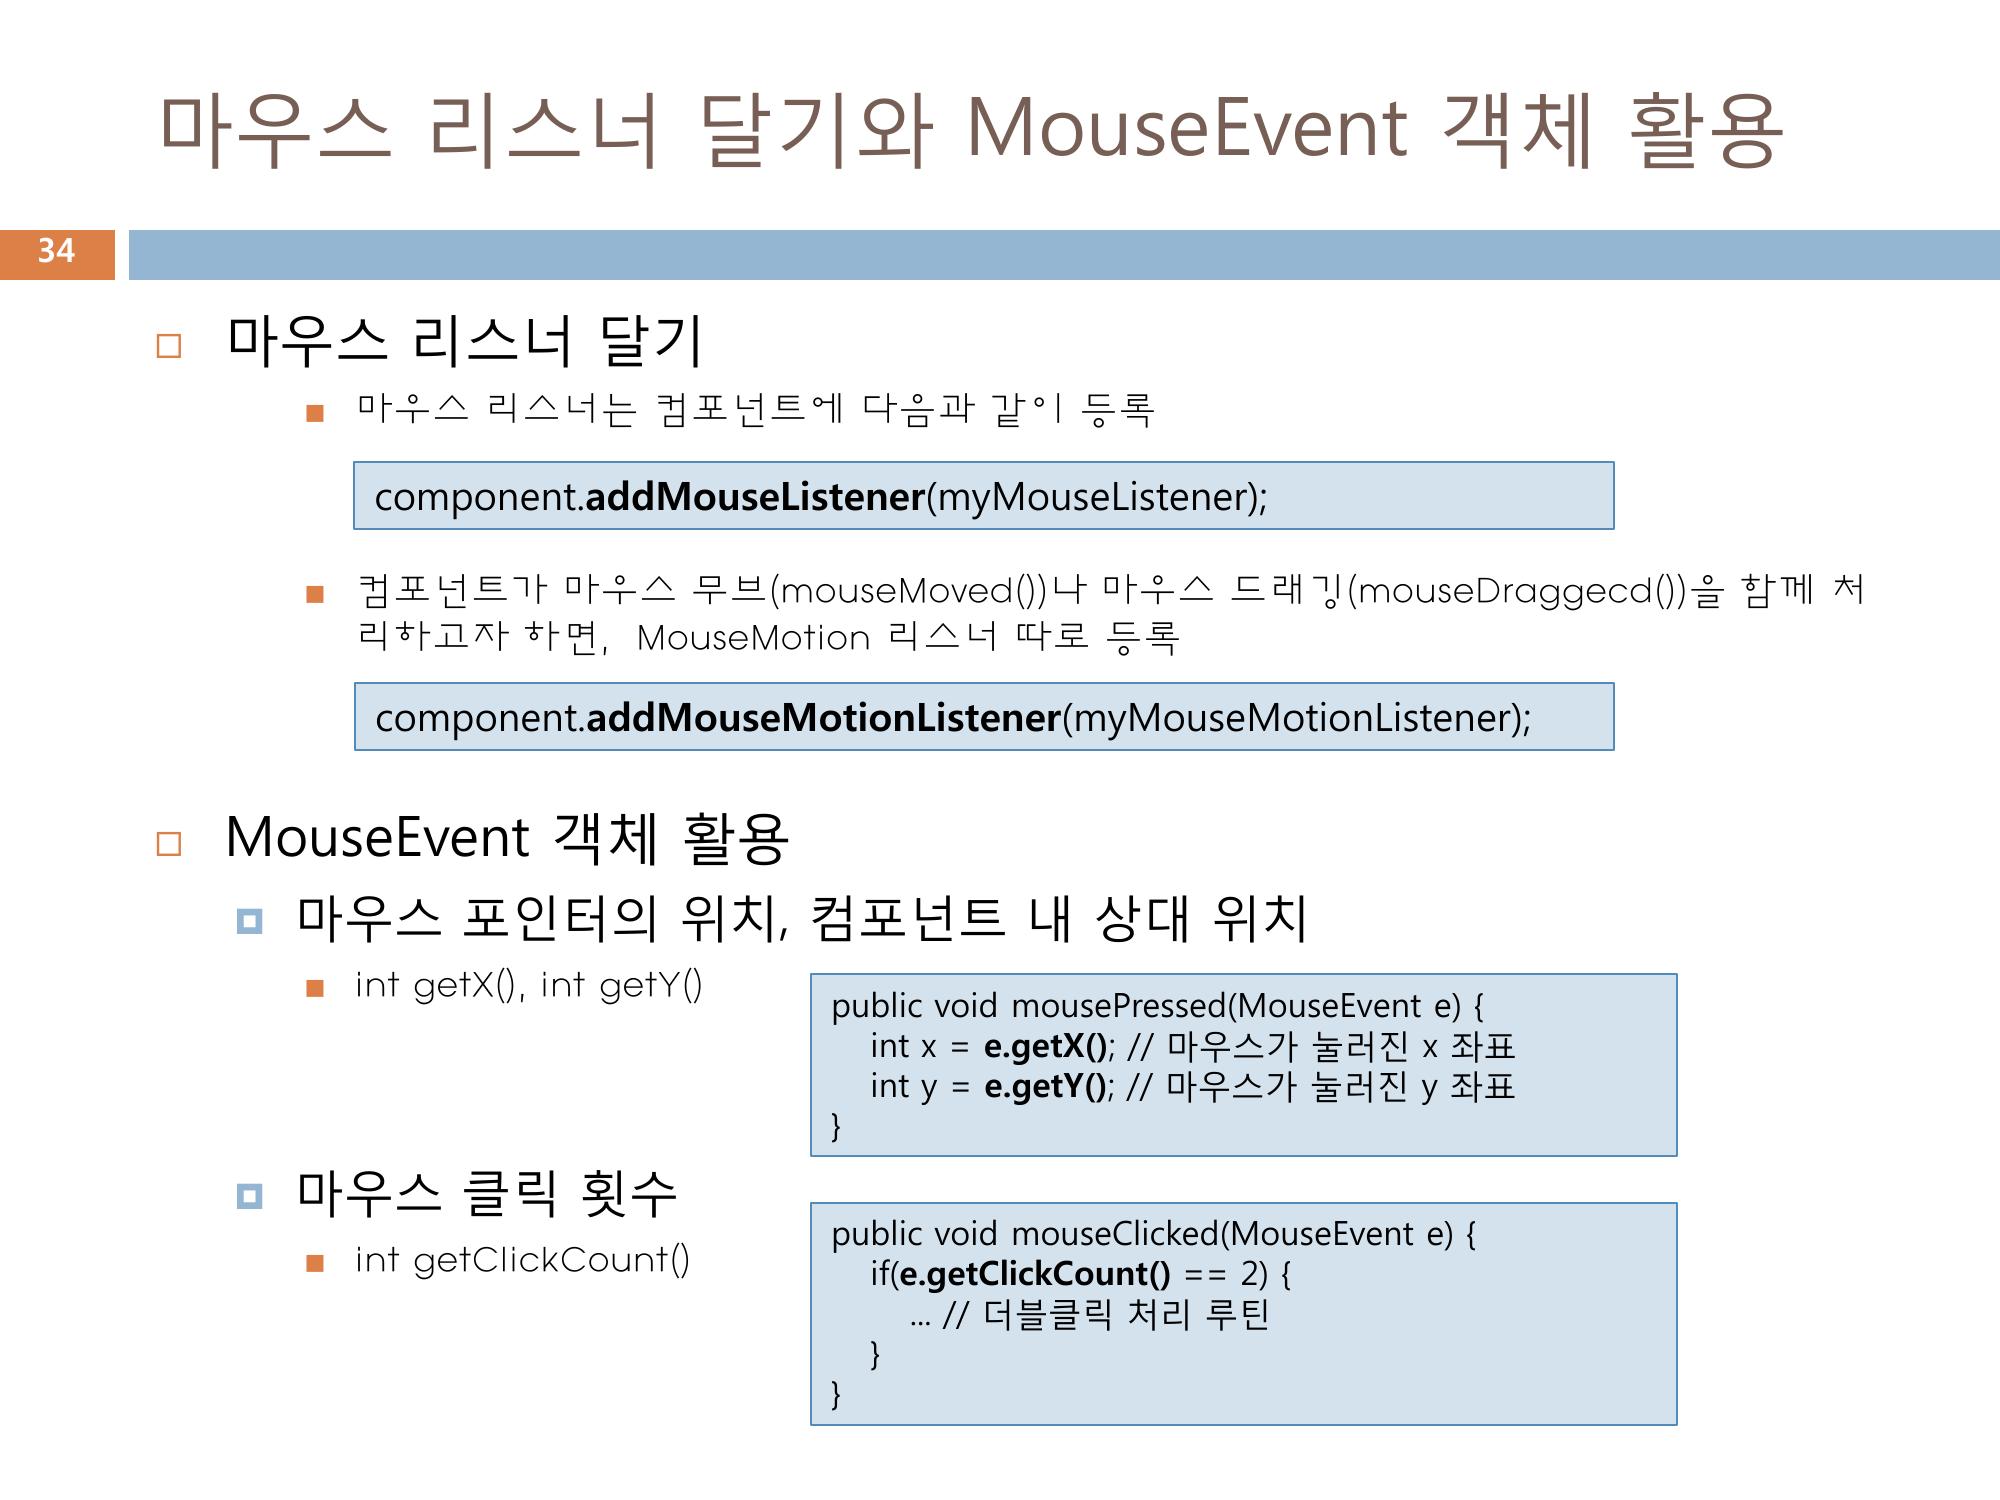 마우스 리스너 달기와 MouseEvent 객체 활용
34
마우스 리스너 달기
마우스 리스너는 컴포넌트에 다음과 같이 등록
component.addMouseListener(myMouseListener);
컴포넌트가 마우스 무브(mouseMoved())나 마우스 드래깅(mouseDraggecd())을 함께 처
리하고자 하면, MouseMotion 리스너 따로 등록
component.addMouseMotionListener(myMouseMotionListener);
MouseEvent 객체 활용
마우스 포인터의 위치, 컴포넌트 내 상대 위치
int getX(), int getY()
public void mousePressed(MouseEvent e) {
int x = e.getX(); // 마우스가 눌러진 x 좌표
int y = e.getY(); // 마우스가 눌러진 y 좌표
}
마우스 클릭 횟수
int getClickCount()
public void mouseClicked(MouseEvent e) {
if(e.getClickCount() == 2) {
... // 더블클릭 처리 루틴
}
}